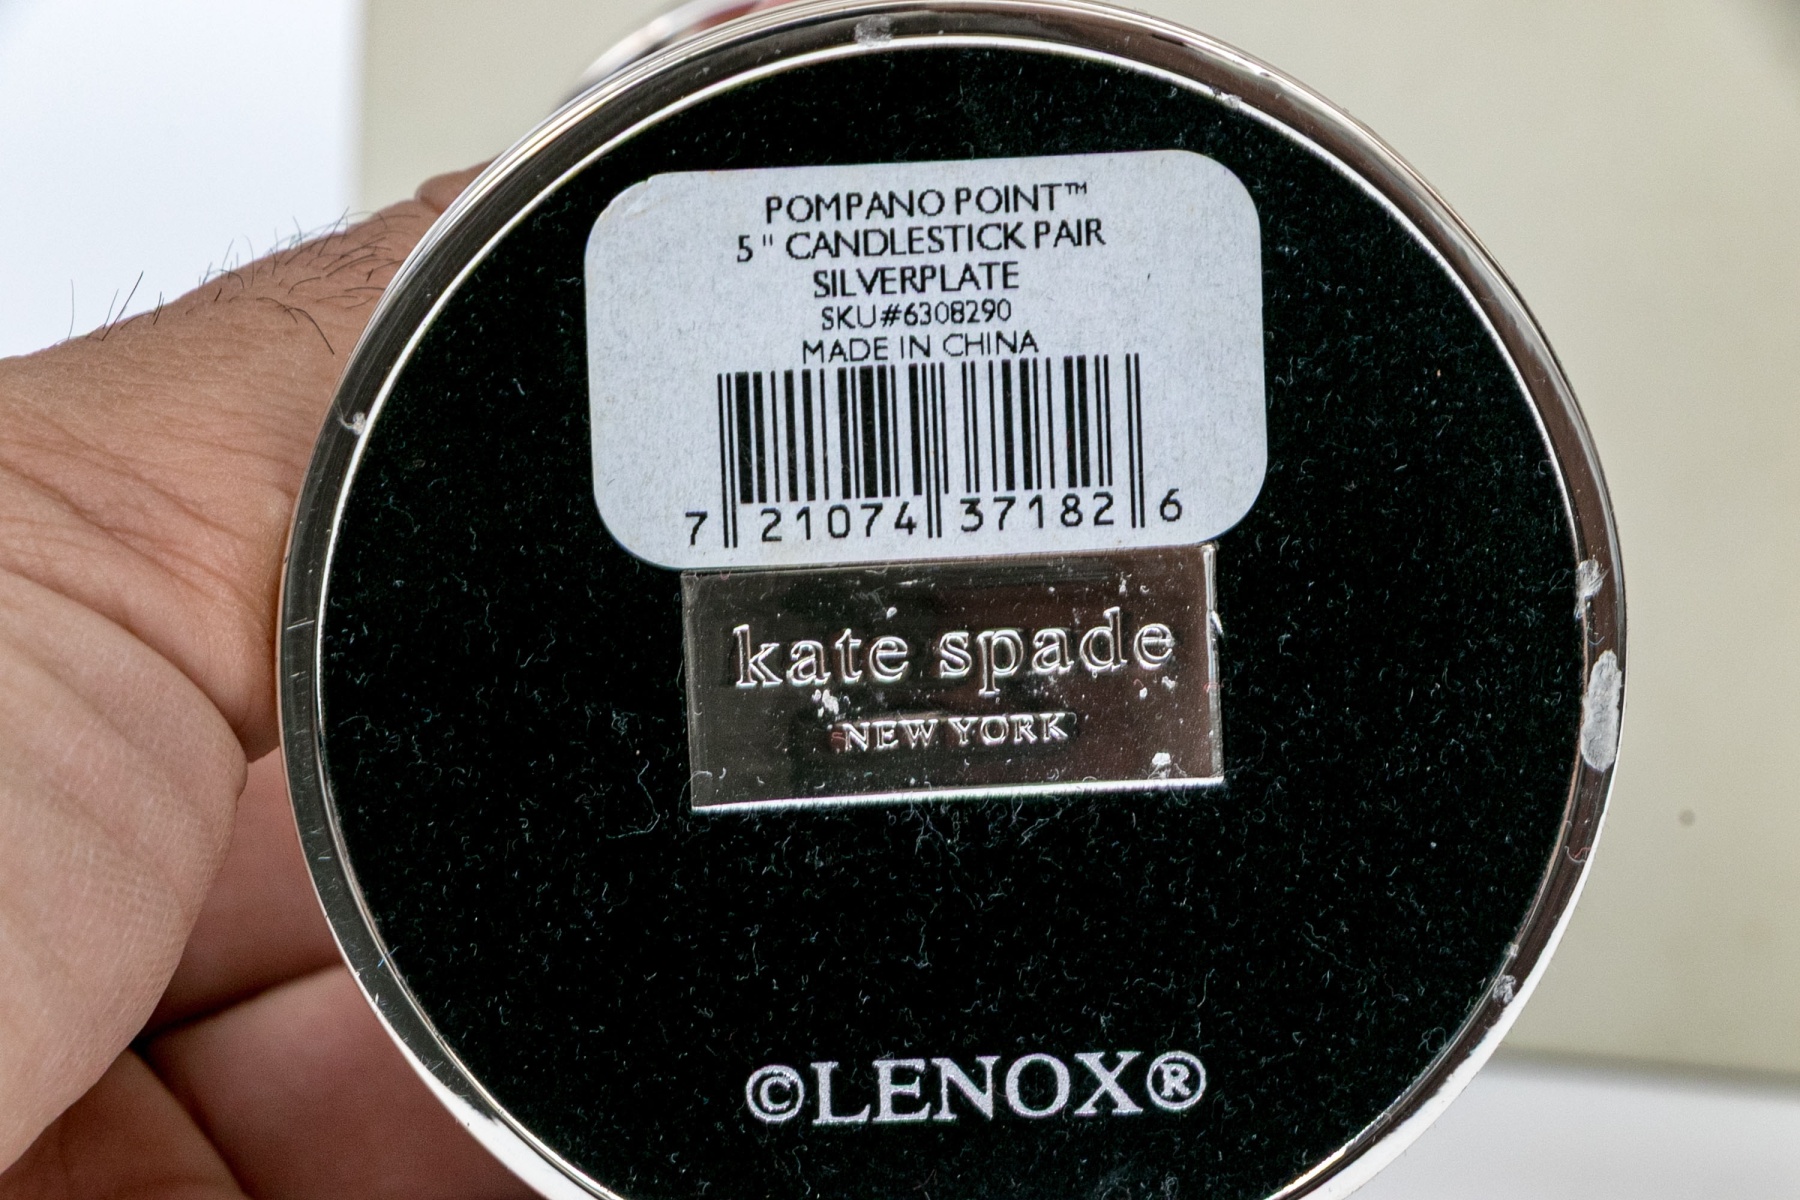 POMPANO POINT™
5" CANDLESTICK PAIR
SILVERPLATE
SKU#6308290
MADE IN CHINA
7 21074 37182 6
kate spade
NEW YORK
©LENOX®